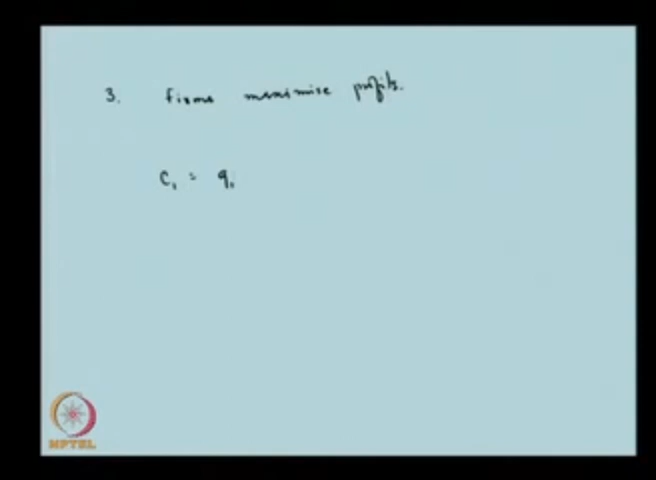 3. Firms maximise profits.
C₁ = q₁
NPTEL